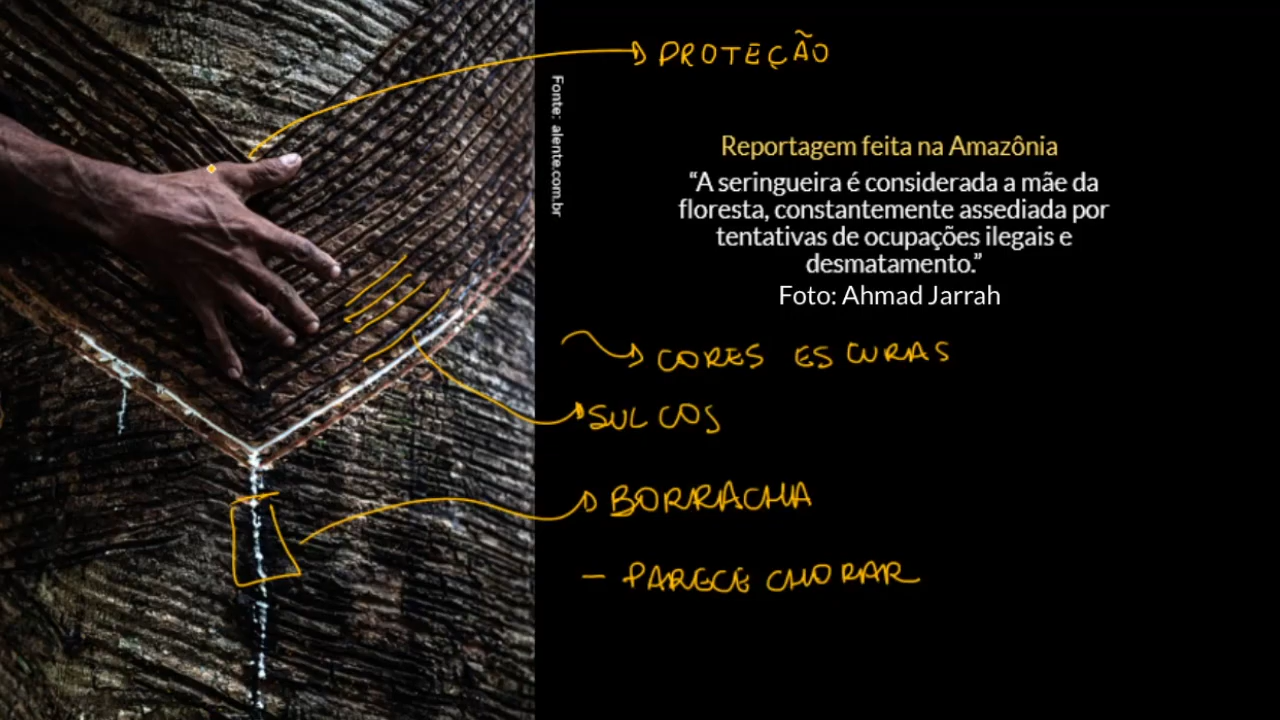 PROTEÇÃO
Fonte: alente.com.br
Reportagem feita na Amazônia
“A seringueira é considerada a mãe da
floresta, constantemente assediada por
tentativas de ocupações ilegais e
desmatamento.”
Foto: Ahmad Jarrah
CORES ESCURAS
SULCOS
BORRACHA
– PARECE CHORAR